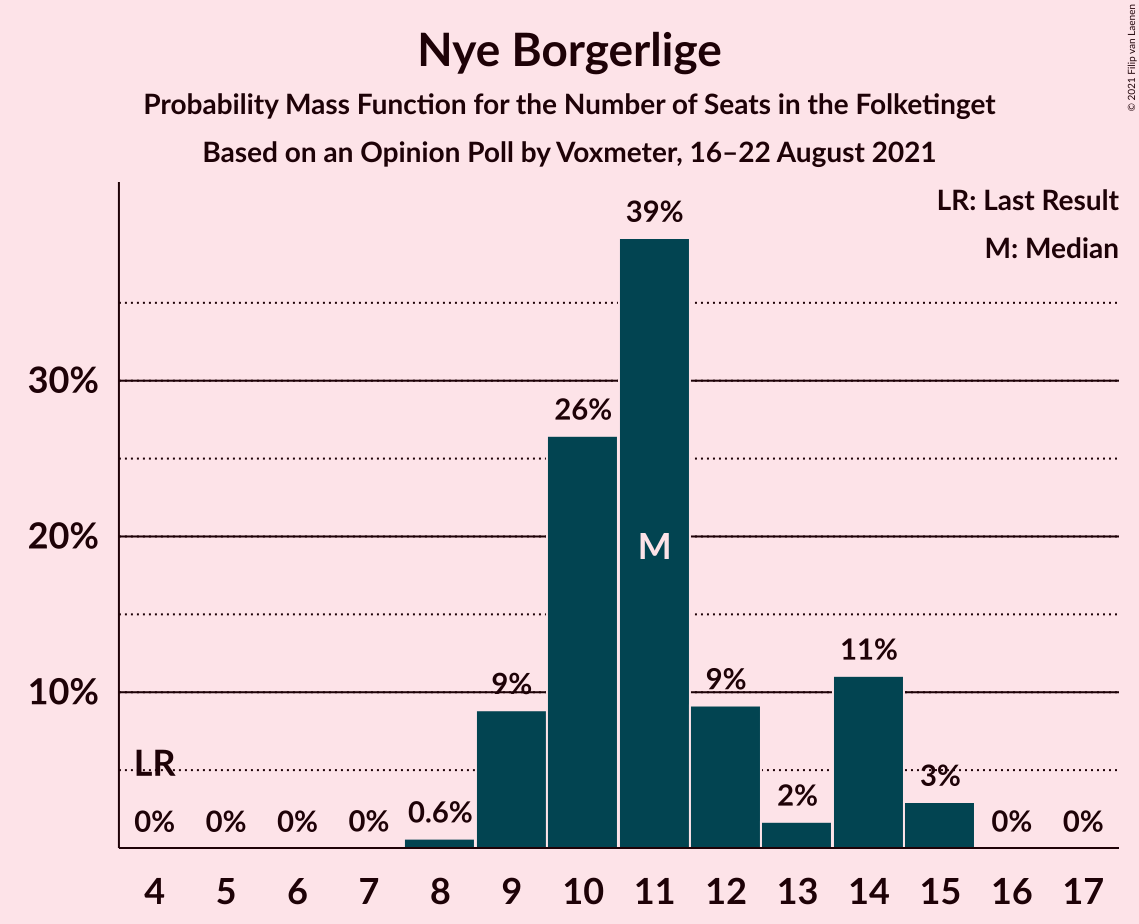 Nye Borgerlige
Probability Mass Function for the Number of Seats in the Folketinget
Based on an Opinion Poll by Voxmeter, 16–22 August 2021
© 2021 Filip van Laenen
LR: Last Result
M: Median
39%
30%
26%
20%
M
11%
10%
9%
9%
LR
3%
2%
0%
0%
0%
0%
0.6%
0%
0%
4 5 6 7 8 9 10 11 12 13 14 15 16 17